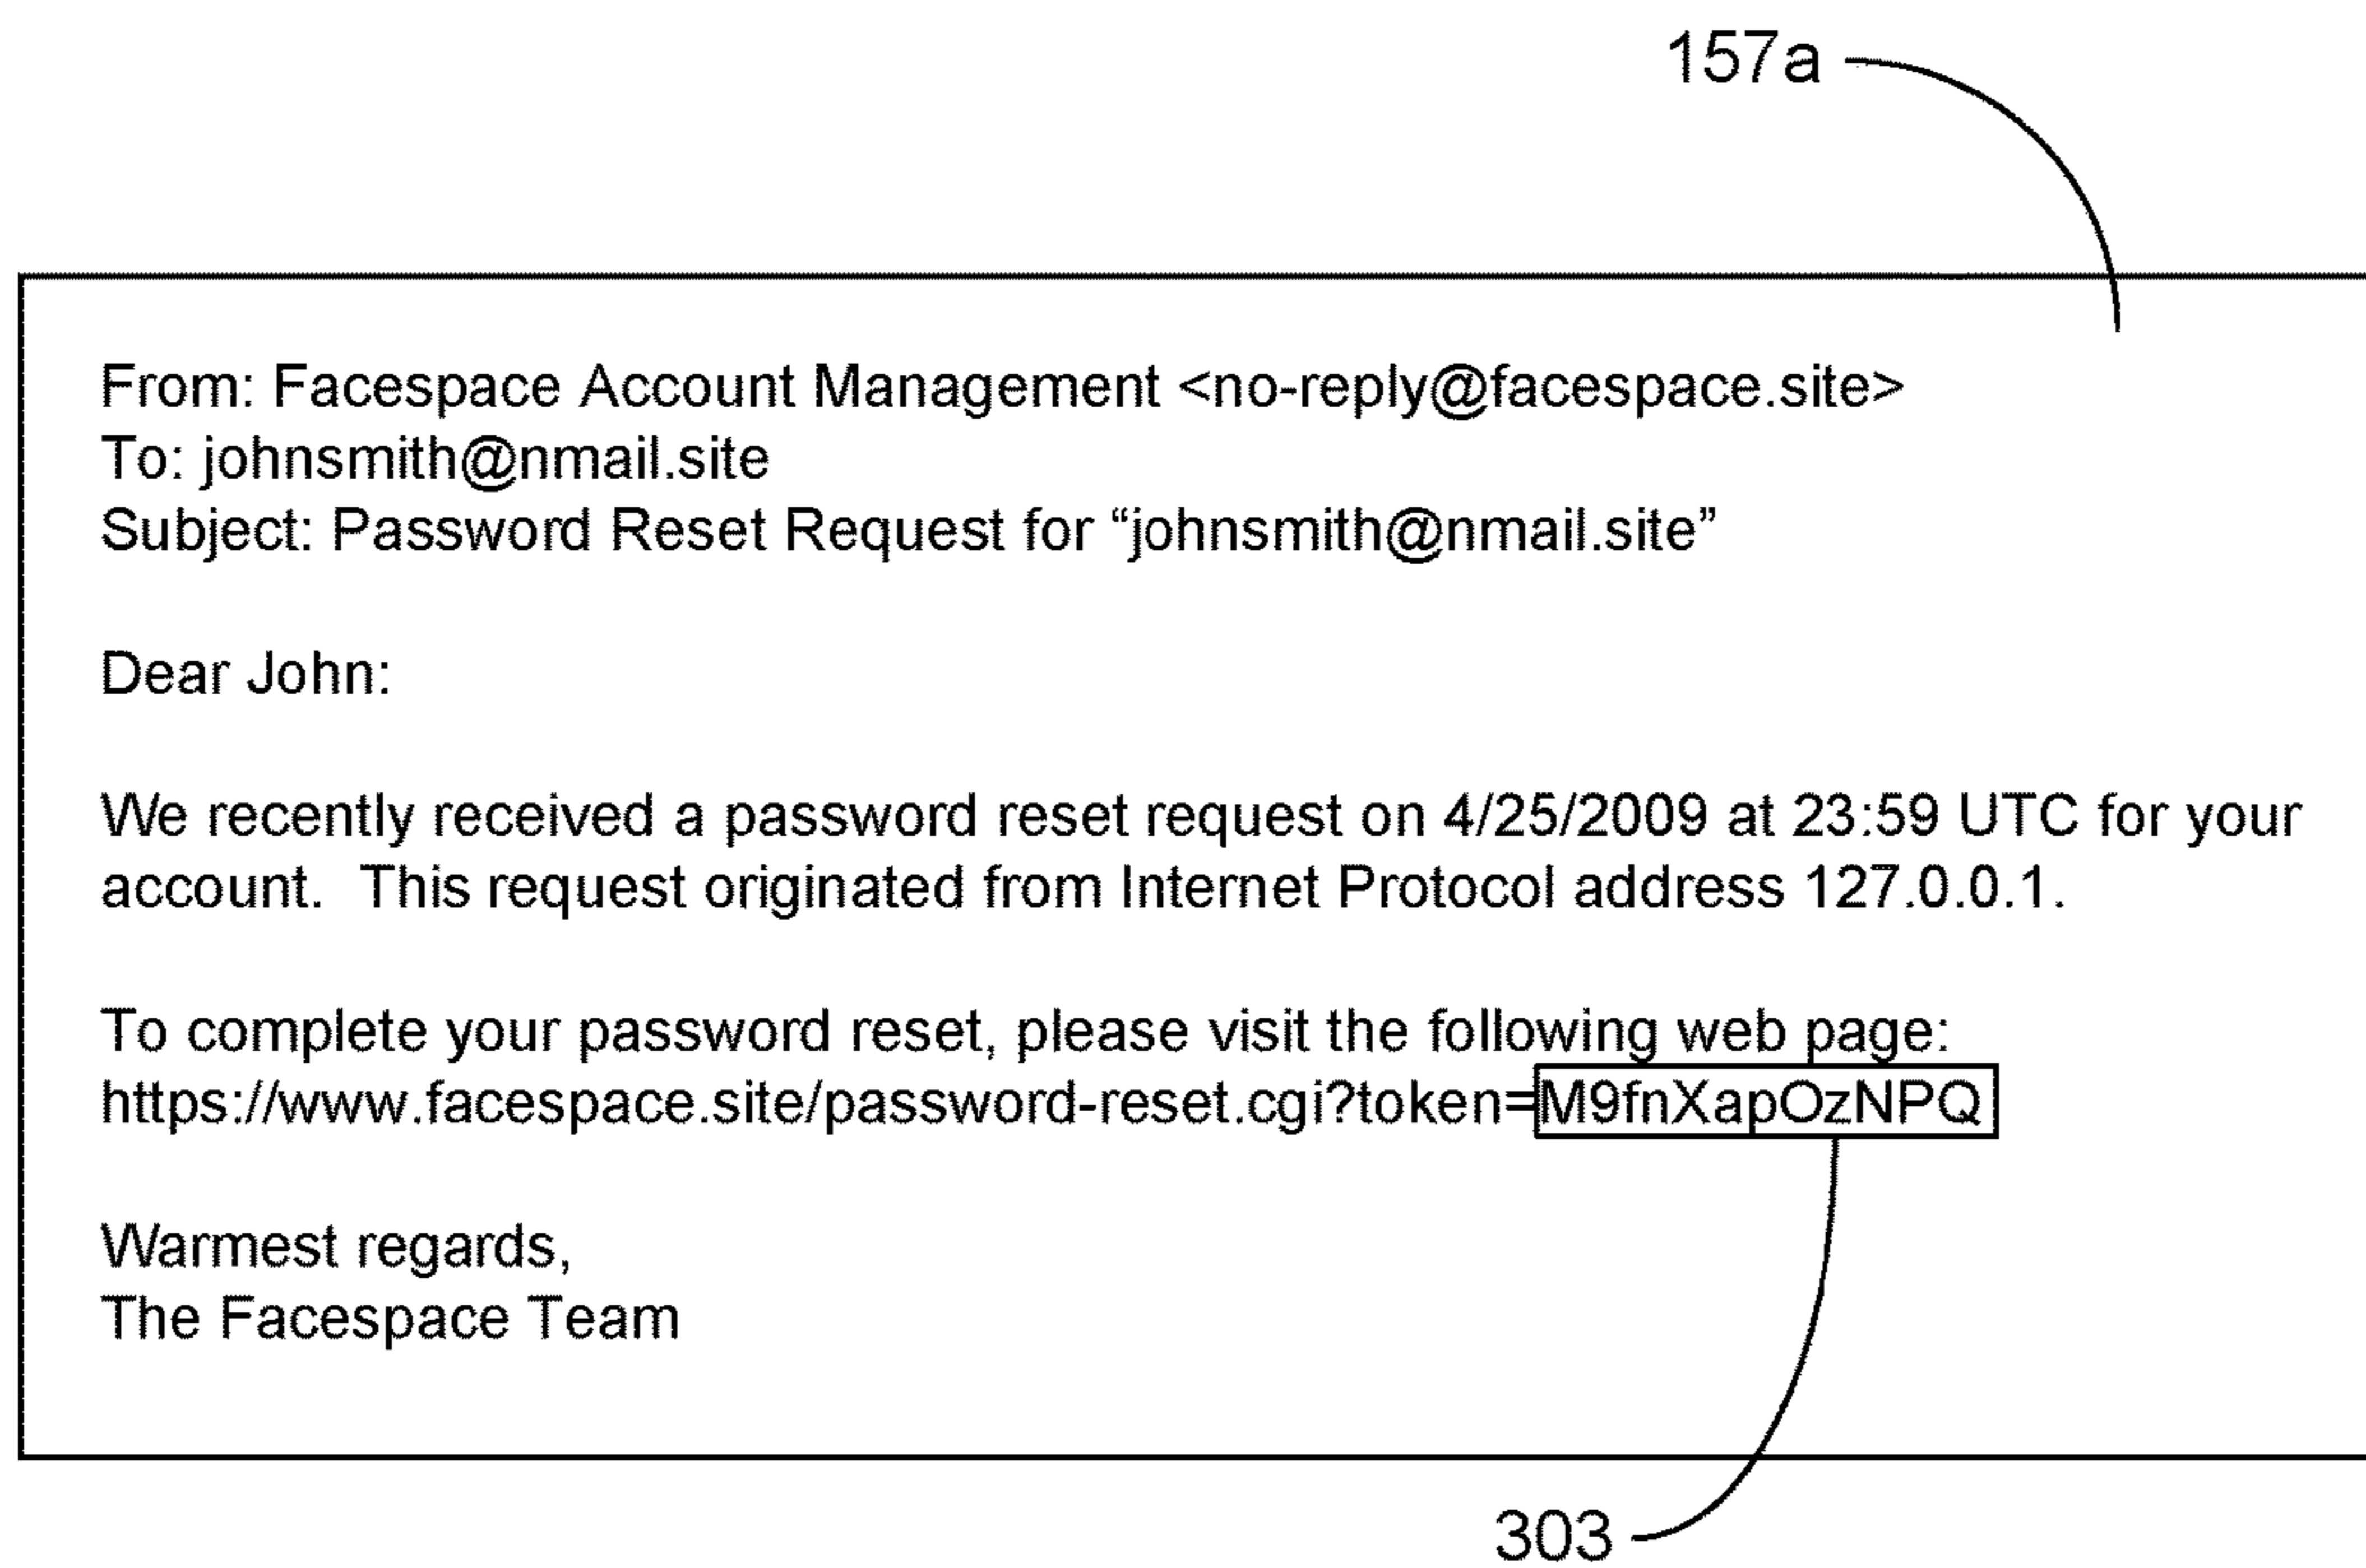 157a
From: Facespace Account Management <no-reply@facespace.site>
To: johnsmith@nmail.site
Subject: Password Reset Request for “johnsmith@nmail.site”
Dear John:
We recently received a password reset request on 4/25/2009 at 23:59 UTC for your
account.  This request originated from Internet Protocol address 127.0.0.1.
To complete your password reset, please visit the following web page:
https://www.facespace.site/password-reset.cgi?token=M9fnXapOzNPQ
Warmest regards,
The Facespace Team
303